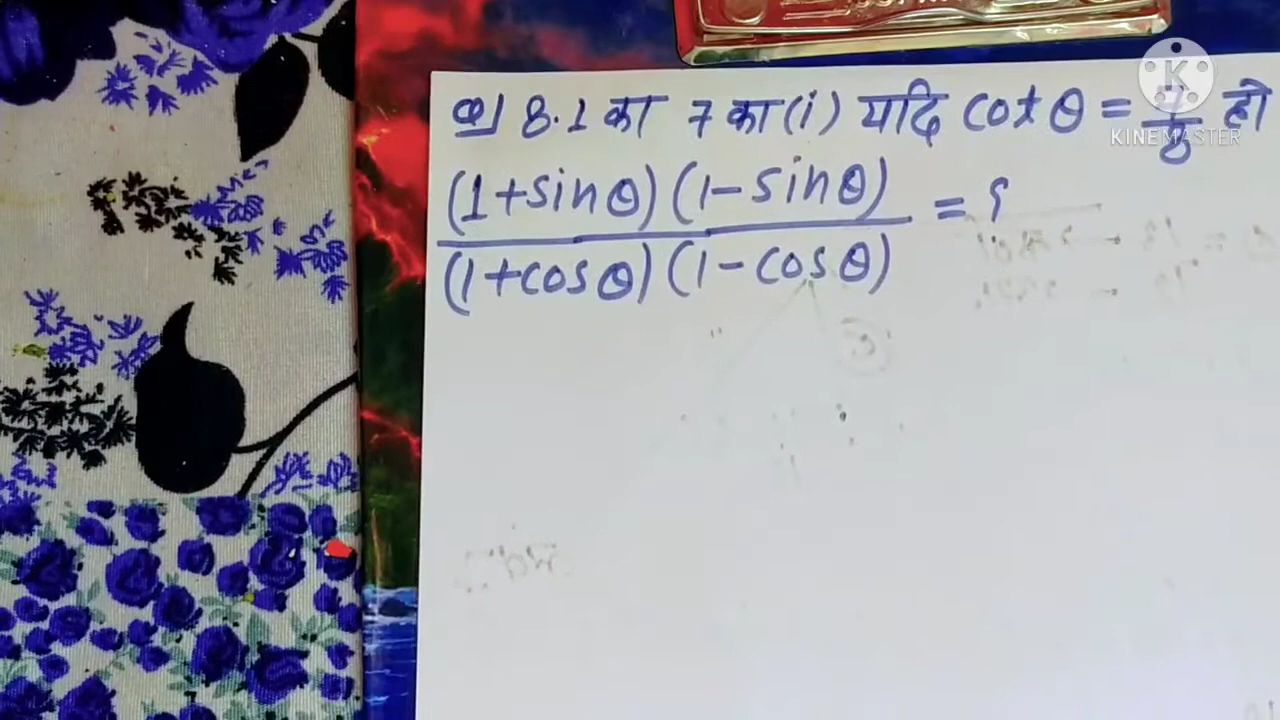 Q) 8.1 का 7 का (i) यदि cot θ = 7/8 हो
(1+sinθ) (1-sinθ) = ?
(1+cosθ) (1-cosθ)
K
KINEMASTER